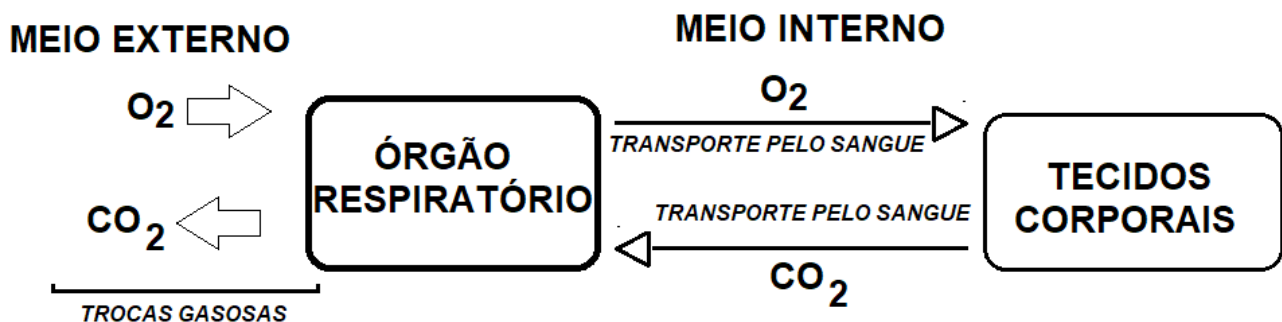 MEIO EXTERNO
MEIO INTERNO
O2
O2
TRANSPORTE PELO SANGUE
ÓRGÃO
RESPIRATÓRIO
TECIDOS
CORPORAIS
CO2
TRANSPORTE PELO SANGUE
CO2
TROCAS GASOSAS